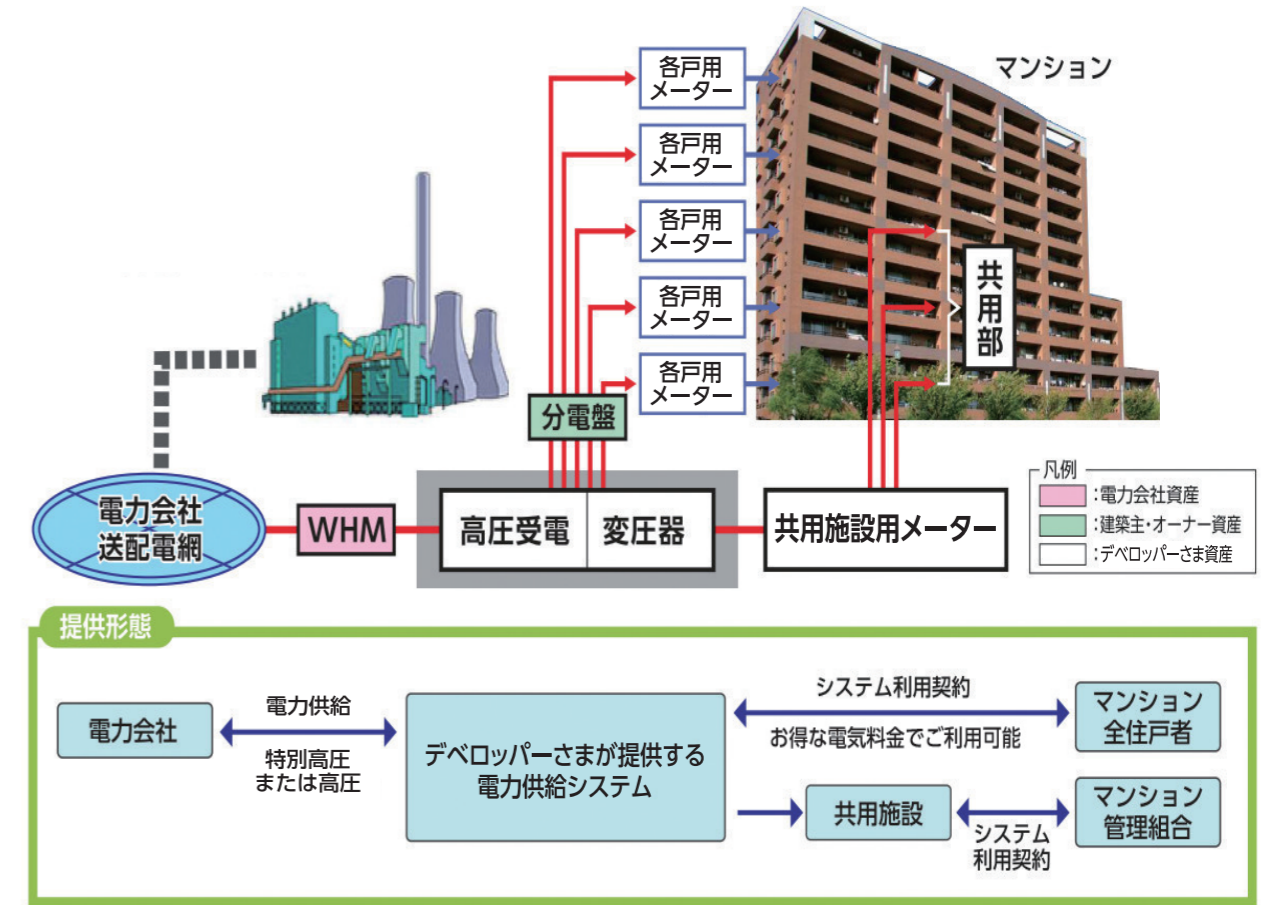 各戸用
メーター
各戸用
メーター
各戸用
メーター
各戸用
メーター
各戸用
メーター
マンション
共用部
分電盤
電力会社
送配電網
WHM
高圧受電
変圧器
共用施設用メーター
凡例
:電力会社資産
:建築主・オーナー資産
:デベロッパーさま資産
提供形態
電力会社
電力供給
特別高圧
または高圧
デベロッパーさまが提供する
電力供給システム
システム利用契約
お得な電気料金でご利用可能
マンション
全住戸者
共用施設
システム
利用契約
マンション
管理組合